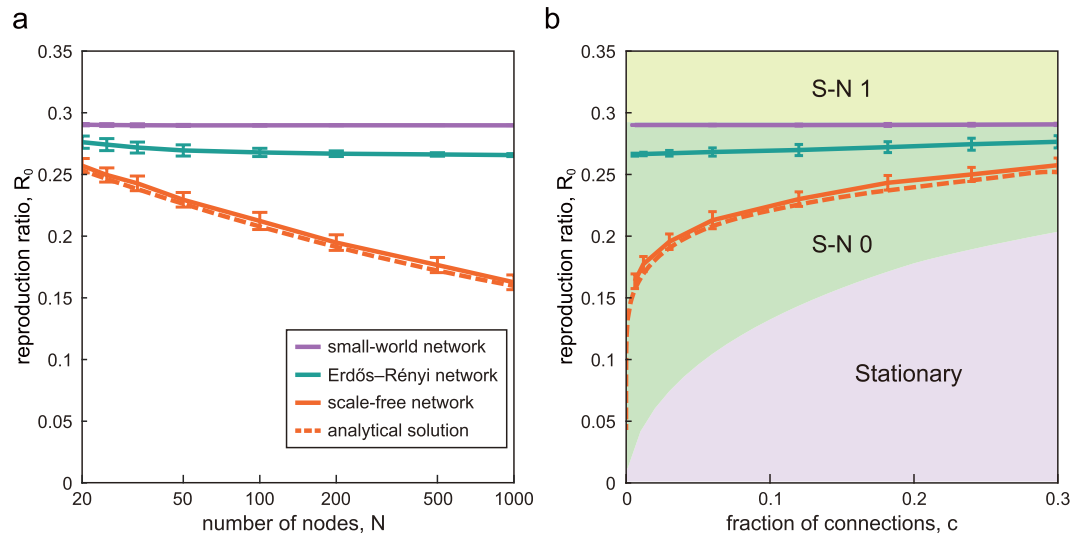 a
reproduction ratio, R0
0.35
0.3
0.25
0.2
0.15
0.1
0.05
0
20
50
100
200
500
1000
number of nodes, N
small-world network
Erdős–Rényi network
scale-free network
analytical solution
b
reproduction ratio, R0
0.35
0.3
0.25
0.2
0.15
0.1
0.05
0
0
0.1
0.2
0.3
fraction of connections, c
S-N 1
S-N 0
Stationary